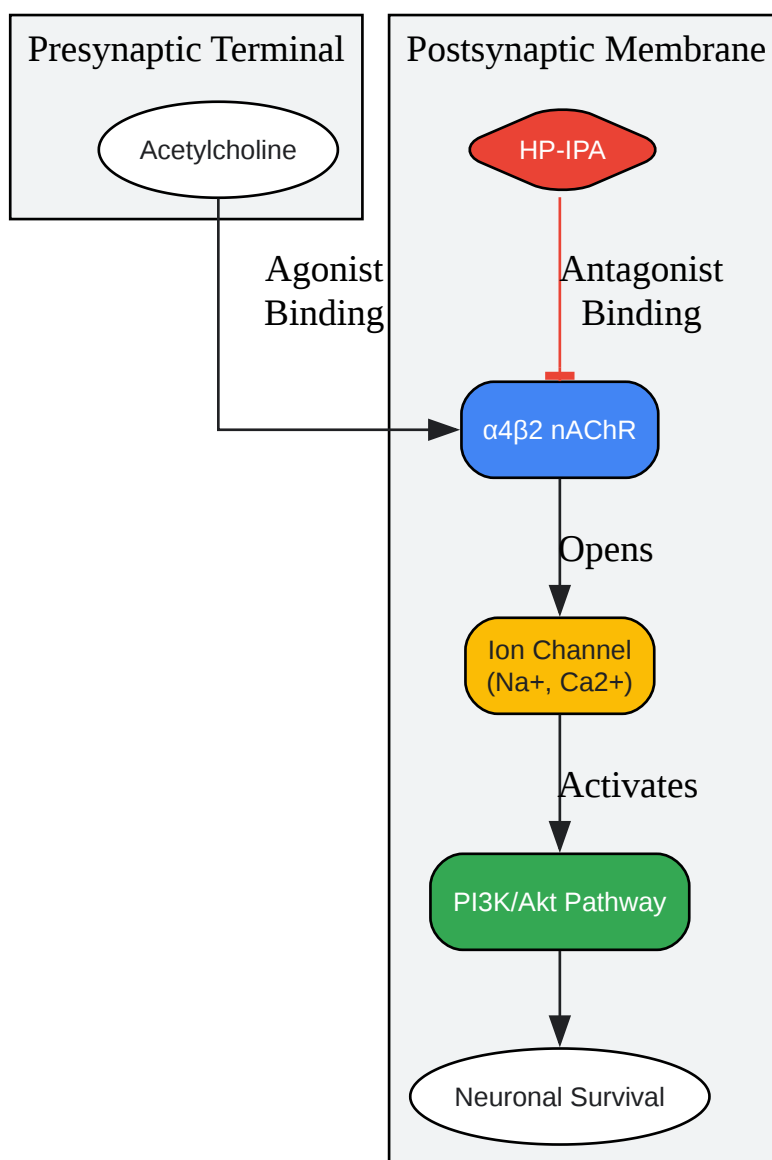 Presynaptic Terminal
Postsynaptic Membrane
Acetylcholine
HP-IPA
Agonist
Binding
Antagonist
Binding
α4β2 nAChR
Opens
Ion Channel
(Na+, Ca2+)
Activates
PI3K/Akt Pathway
Neuronal Survival